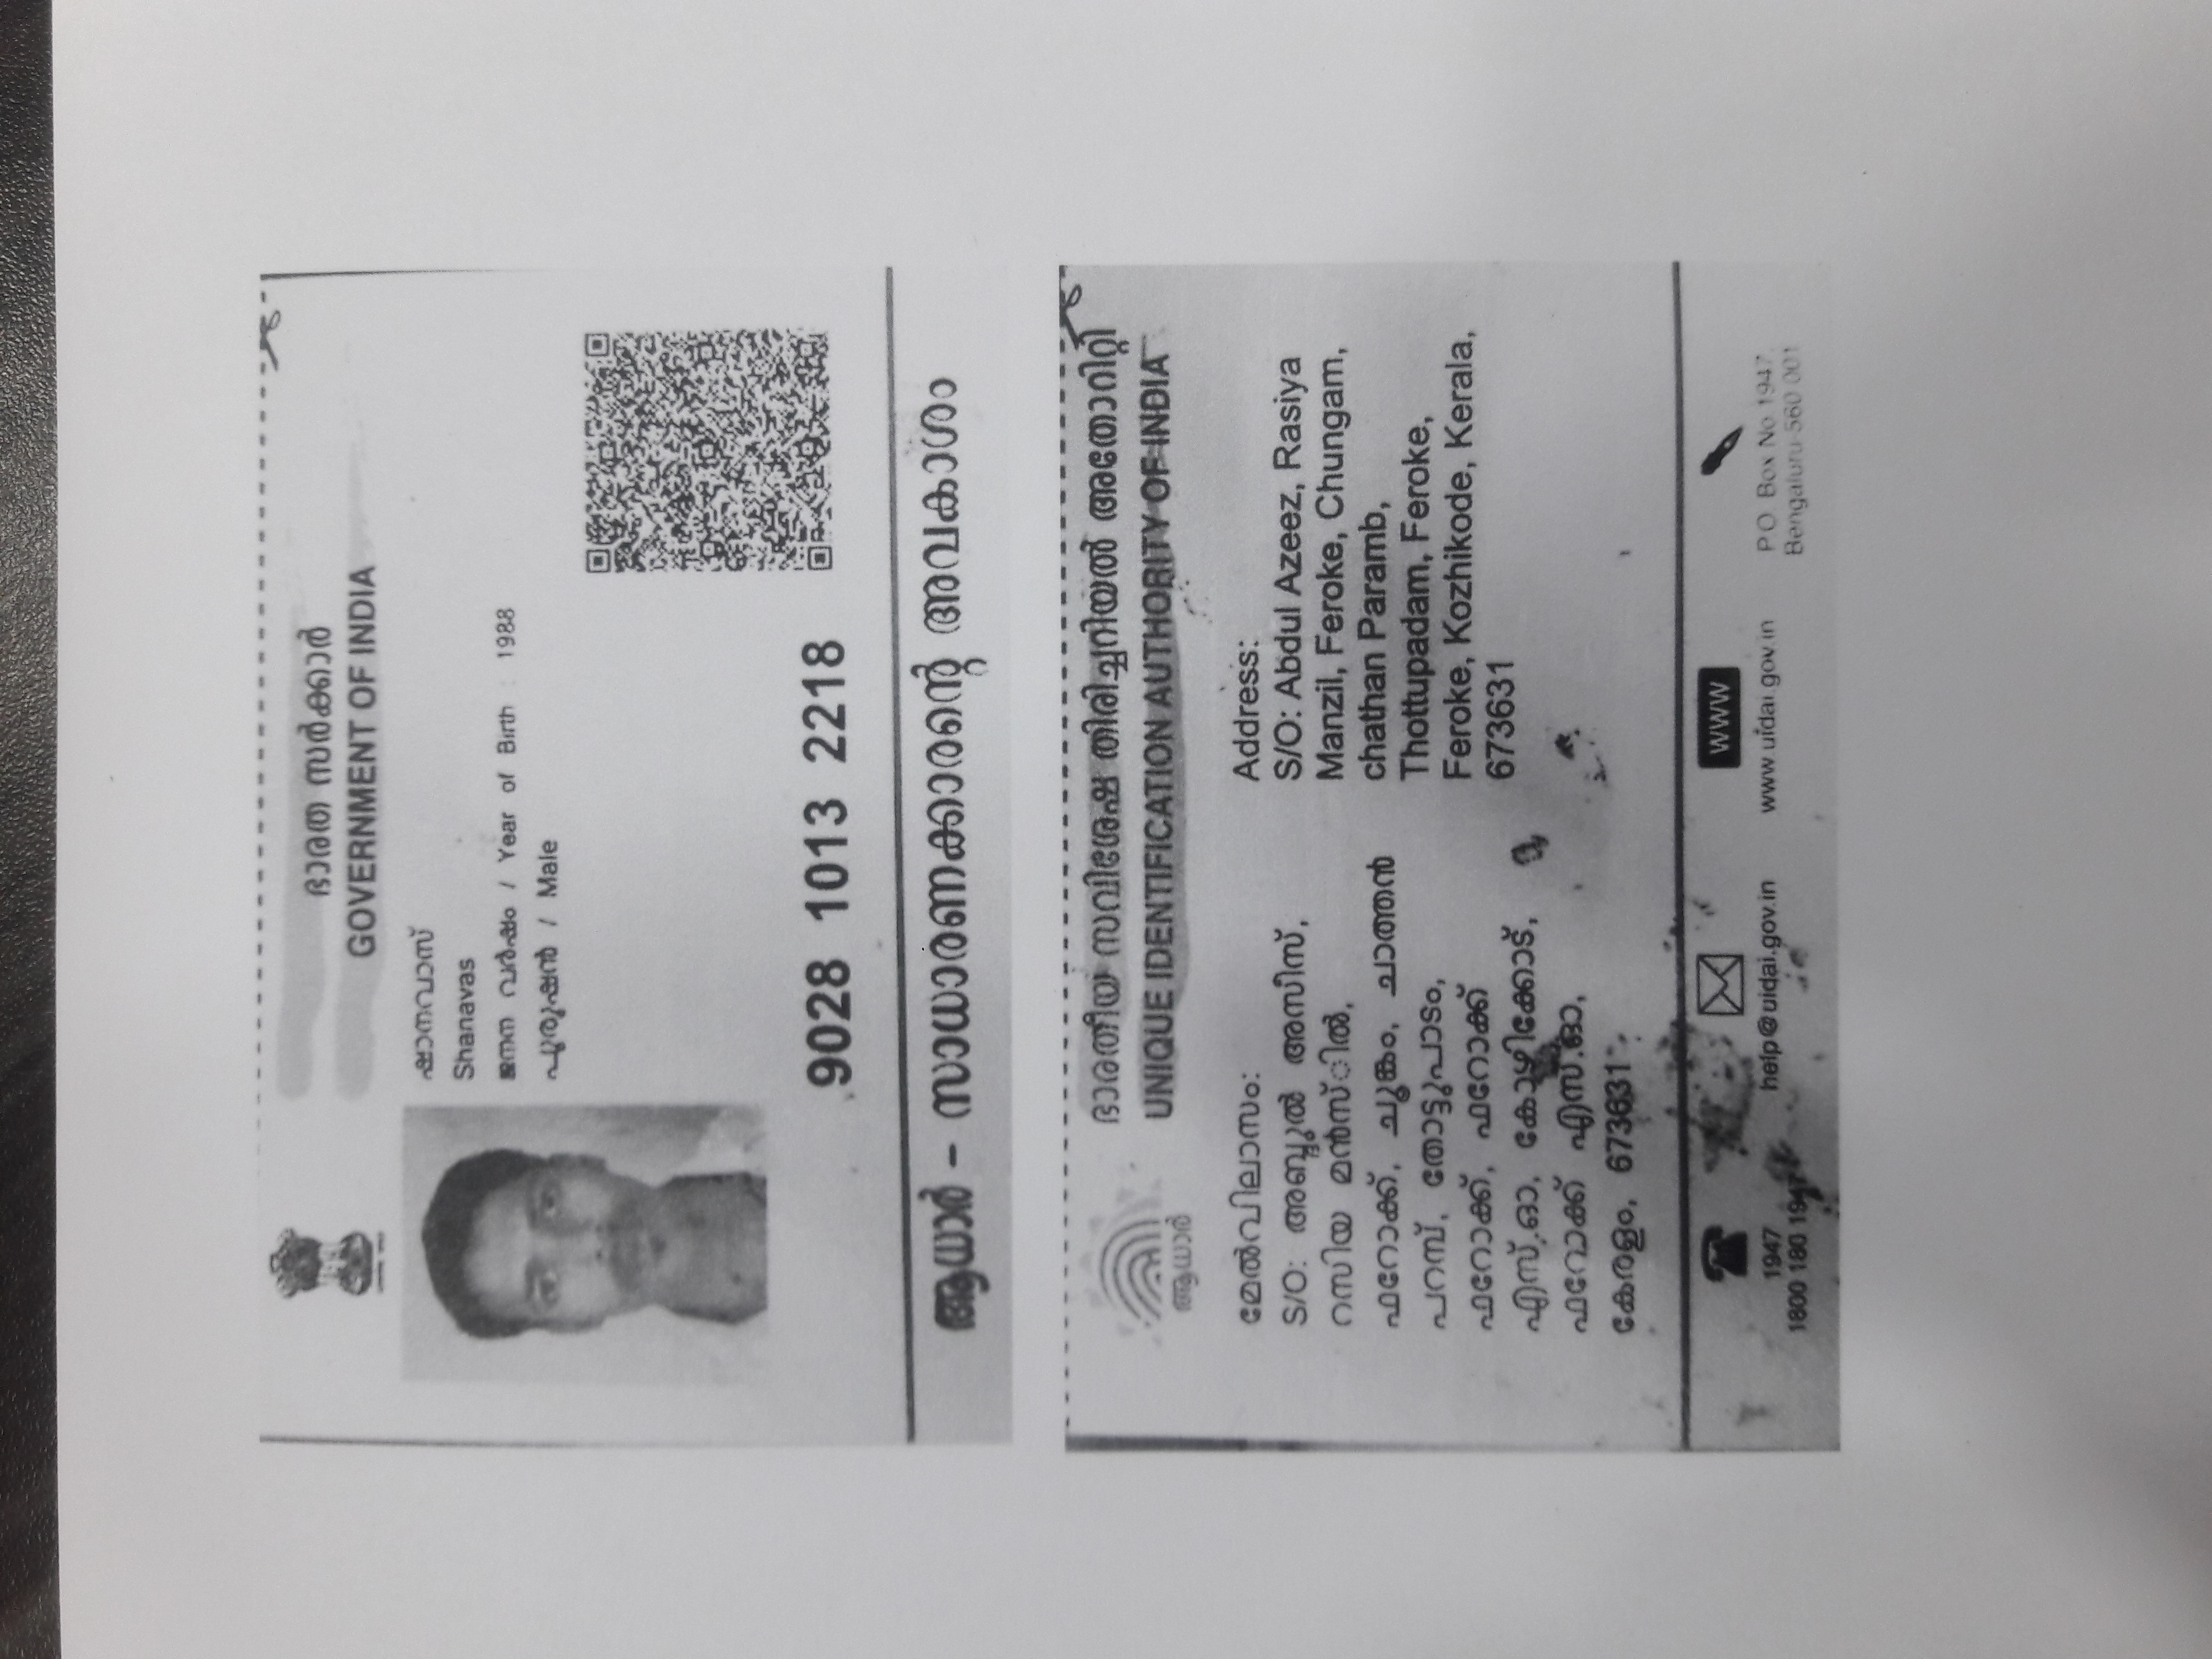 ഭാരത സർക്കാർ
GOVERNMENT OF INDIA
ഷാനവാസ്
Shanavas
ജനന വർഷം / Year of Birth : 1988
പുരുഷൻ / Male
9028 1013 2218
ആധാർ - സാധാരണക്കാരന്റെ അവകാശം
ഭാരതീയ സവിശേഷ തിരിച്ചറിയൽ അതോറിറ്റി
UNIQUE IDENTIFICATION AUTHORITY OF INDIA
ആധാർ
മേൽവിലാസം:
S/O: അബ്ദുൽ അസീസ്,
റസിയ മൻസ്ിൽ,
ഫറോക്ക്, ചൂങ്കം, ചാത്തൻ
പറമ്പ്, തോട്ടുപാടം,
ഫറോക്ക്, ഫറോക്ക്
എസ്.ഓ, കോഴിക്കോട്,
ഫറോക്ക് എസ്.ഓ,
കേരളം, 673631
Address:
S/O: Abdul Azeez, Rasiya
Manzil, Feroke, Chungam,
chathan Paramb,
Thottupadam, Feroke,
Feroke, Kozhikode, Kerala,
673631
1947
1800 180 1947
help@uidai.gov.in
www
www.uidai.gov.in
P.O. Box No.1947,
Bengaluru-560 001